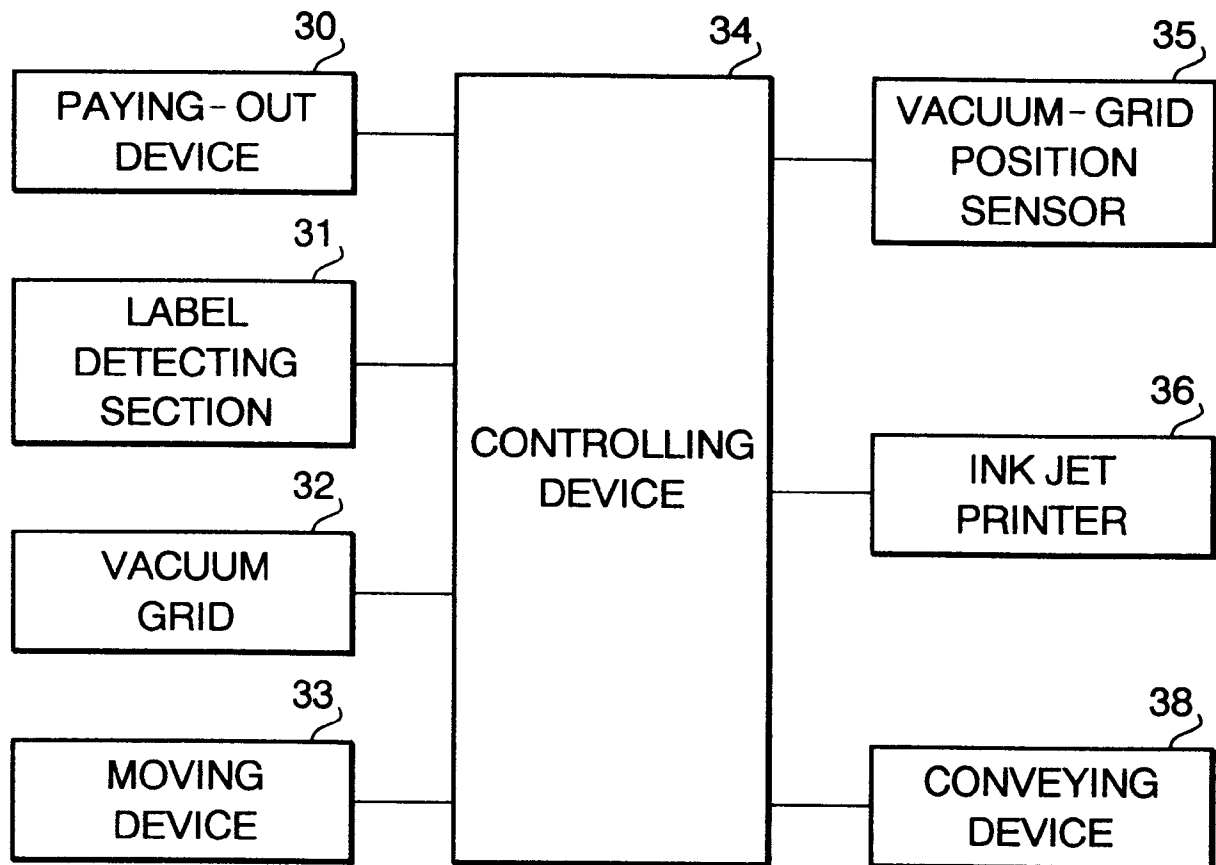 30
PAYING-OUT
DEVICE
31
LABEL
DETECTING
SECTION
32
VACUUM
GRID
33
MOVING
DEVICE
34
CONTROLLING
DEVICE
35
VACUUM-GRID
POSITION
SENSOR
36
INK JET
PRINTER
38
CONVEYING
DEVICE